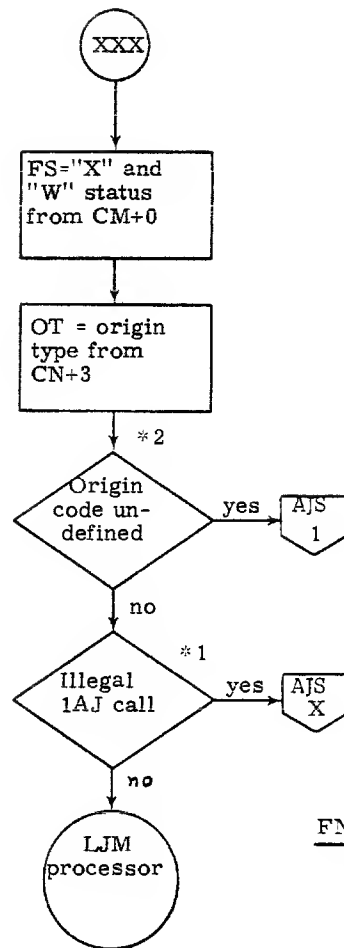 XXX
FS="X" and
"W" status
from CM+0
OT = origin
type from
CN+3
*2
Origin
code un-
defined
yes
AJS
1
no
*1
Illegal
1AJ call
yes
AJS
X
no
LJM
processor
FN